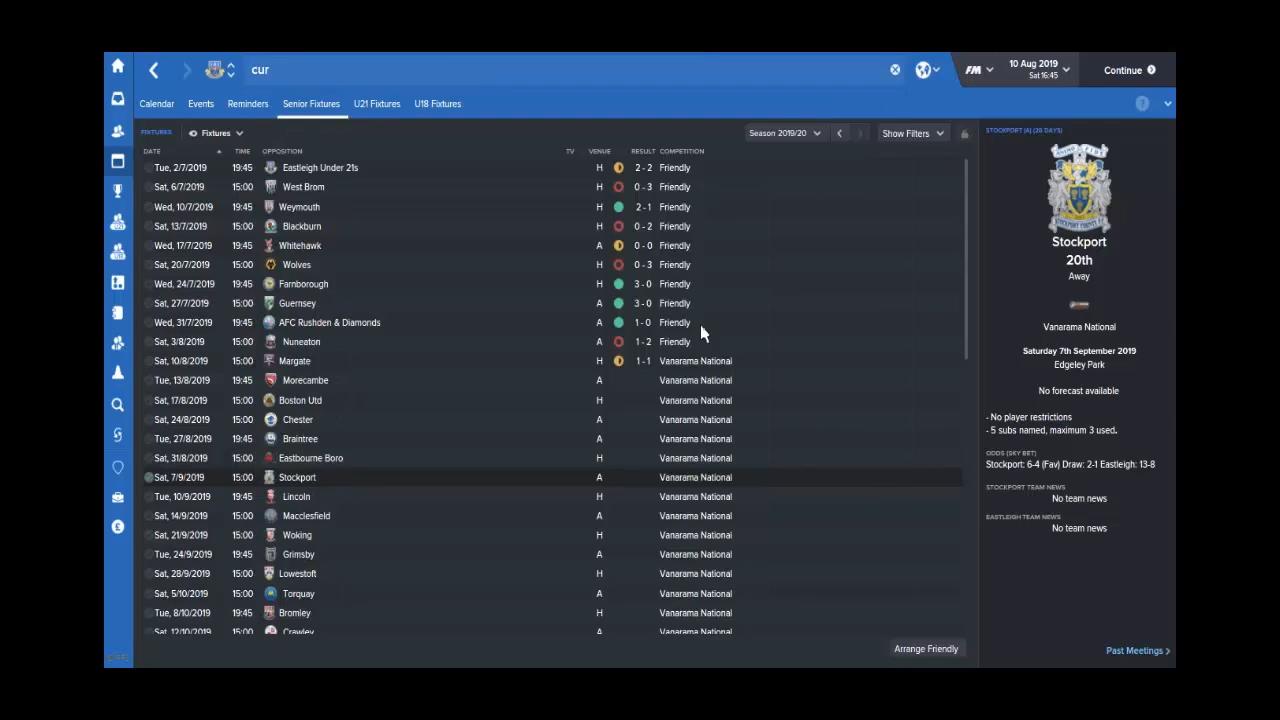 cur
FM
10 Aug 2019
Sat 16:45
Continue
Calendar Events Reminders Senior Fixtures U21 Fixtures U18 Fixtures
FIXTURES Fixtures Season 2019/20 Show Filters
DATE TIME OPPOSITION TV VENUE RESULT COMPETITION
Tue, 2/7/2019 19:45 Eastleigh Under 21s H 2 - 2 Friendly
Sat, 6/7/2019 15:00 West Brom H 0 - 3 Friendly
Wed, 10/7/2019 19:45 Weymouth H 2 - 1 Friendly
Sat, 13/7/2019 15:00 Blackburn H 0 - 2 Friendly
Wed, 17/7/2019 19:45 Whitehawk A 0 - 0 Friendly
Sat, 20/7/2019 15:00 Wolves H 0 - 3 Friendly
Wed, 24/7/2019 19:45 Farnborough H 3 - 0 Friendly
Sat, 27/7/2019 15:00 Guernsey A 3 - 0 Friendly
Wed, 31/7/2019 19:45 AFC Rushden & Diamonds A 1 - 0 Friendly
Sat, 3/8/2019 15:00 Nuneaton A 1 - 2 Friendly
Sat, 10/8/2019 15:00 Margate H 1 - 1 Vanarama National
Tue, 13/8/2019 19:45 Morecambe A Vanarama National
Sat, 17/8/2019 15:00 Boston Utd H Vanarama National
Sat, 24/8/2019 15:00 Chester A Vanarama National
Tue, 27/8/2019 19:45 Braintree A Vanarama National
Sat, 31/8/2019 15:00 Eastbourne Boro H Vanarama National
Sat, 7/9/2019 15:00 Stockport A Vanarama National
Tue, 10/9/2019 19:45 Lincoln H Vanarama National
Sat, 14/9/2019 15:00 Macclesfield A Vanarama National
Sat, 21/9/2019 15:00 Woking H Vanarama National
Tue, 24/9/2019 19:45 Grimsby A Vanarama National
Sat, 28/9/2019 15:00 Lowestoft H Vanarama National
Sat, 5/10/2019 15:00 Torquay A Vanarama National
Tue, 8/10/2019 19:45 Bromley H Vanarama National
Sat, 12/10/2019 15:00 Crawley A Vanarama National
Arrange Friendly
STOCKPORT (A) (28 DAYS)
STOCKPORT COUNTY F.C.
Stockport
20th
Away
Vanarama National
Saturday 7th September 2019
Edgeley Park
No forecast available
- No player restrictions
- 5 subs named, maximum 3 used.
ODDS (SKY BET)
Stockport: 6-4 (Fav) Draw: 2-1 Eastleigh: 13-8
STOCKPORT TEAM NEWS
No team news
EASTLEIGH TEAM NEWS
No team news
Past Meetings